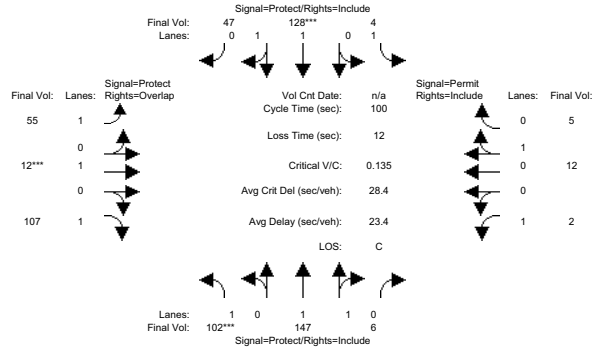 Signal=Protect/Rights=Include
Final Vol: 47 128*** 4
Lanes: 0 1 1 0 1
Signal=Protect Signal=Permit
Final Vol: Lanes: Rights=Overlap Vol Cnt Date: n/a Rights=Include Lanes: Final Vol:
Cycle Time (sec): 100
55 1 0 5
Loss Time (sec): 12
0 1
12*** 1 Critical V/C: 0.135 0 12
0 Avg Crit Del (sec/veh): 28.4 0
107 1 Avg Delay (sec/veh): 23.4 1 2
LOS: C
Lanes: 1 0 1 1 0
Final Vol: 102*** 147 6
Signal=Protect/Rights=Include